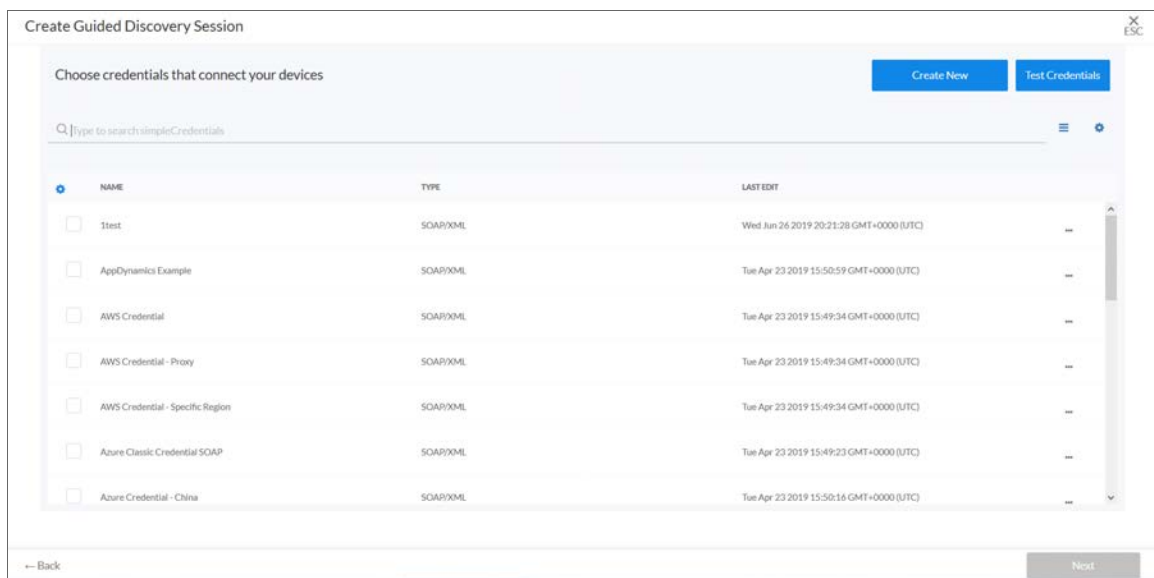 Create Guided Discovery Session
X
ESC
Choose credentials that connect your devices
Create New
Test Credentials
Type to search simpleCredentials
NAME TYPE LAST EDIT
1test SOAP/XML Wed Jun 26 2019 20:21:28 GMT+0000 (UTC) ...
AppDynamics Example SOAP/XML Tue Apr 23 2019 15:50:59 GMT+0000 (UTC) ...
AWS Credential SOAP/XML Tue Apr 23 2019 15:49:34 GMT+0000 (UTC) ...
AWS Credential - Proxy SOAP/XML Tue Apr 23 2019 15:49:34 GMT+0000 (UTC) ...
AWS Credential - Specific Region SOAP/XML Tue Apr 23 2019 15:49:34 GMT+0000 (UTC) ...
Azure Classic Credential SOAP SOAP/XML Tue Apr 23 2019 15:49:23 GMT+0000 (UTC) ...
Azure Credential - China SOAP/XML Tue Apr 23 2019 15:50:16 GMT+0000 (UTC) ...
← Back
Next